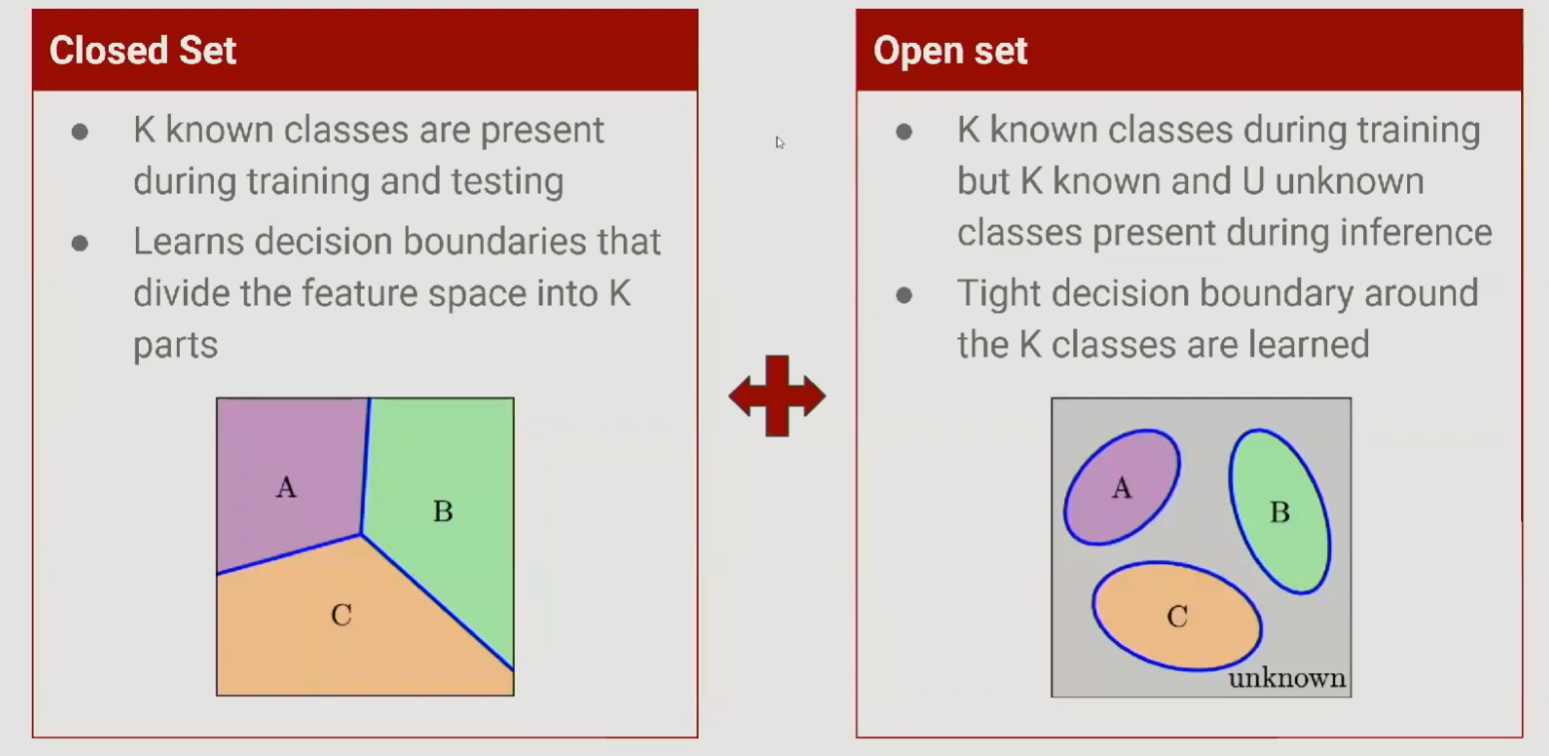 Closed Set
● K known classes are present
during training and testing
● Learns decision boundaries that
divide the feature space into K
parts
A
B
C
Open set
● K known classes during training
but K known and U unknown
classes present during inference
● Tight decision boundary around
the K classes are learned
A
B
C
unknown